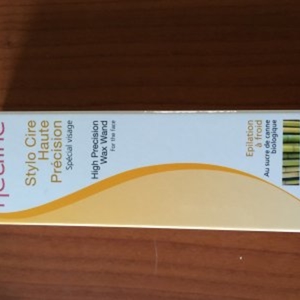 Stylo Cire
Haute
Précision
Spécial visage
High Precision
Wax Wand
For the face
Epilation
à froid
Au sucre de canne
biologique